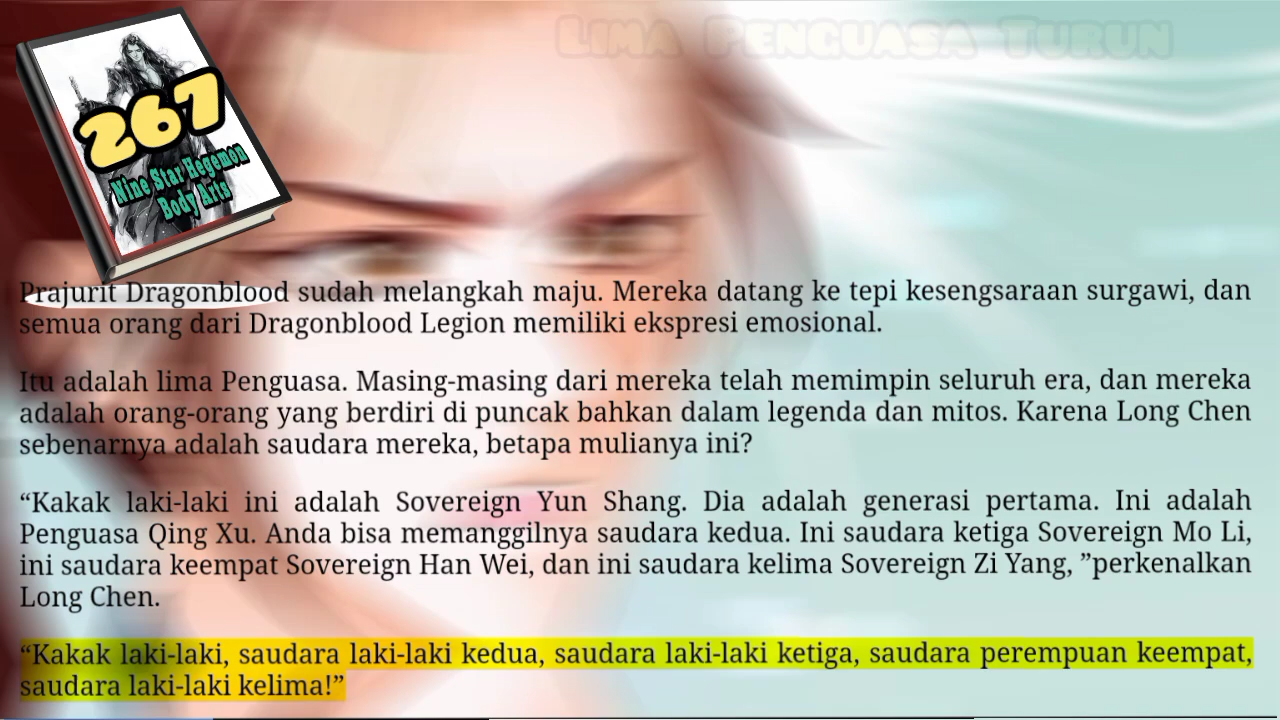 Lima Penguasa Turun
267
Nine Star Hegemon
Body Arts
Prajurit Dragonblood sudah melangkah maju. Mereka datang ke tepi kesengsaraan surgawi, dan
semua orang dari Dragonblood Legion memiliki ekspresi emosional.
Itu adalah lima Penguasa. Masing-masing dari mereka telah memimpin seluruh era, dan mereka
adalah orang-orang yang berdiri di puncak bahkan dalam legenda dan mitos. Karena Long Chen
sebenarnya adalah saudara mereka, betapa mulianya ini?
“Kakak laki-laki ini adalah Sovereign Yun Shang. Dia adalah generasi pertama. Ini adalah
Penguasa Qing Xu. Anda bisa memanggilnya saudara kedua. Ini saudara ketiga Sovereign Mo Li,
ini saudara keempat Sovereign Han Wei, dan ini saudara kelima Sovereign Zi Yang, ”perkenalkan
Long Chen.
“Kakak laki-laki, saudara laki-laki kedua, saudara laki-laki ketiga, saudara perempuan keempat,
saudara laki-laki kelima!”